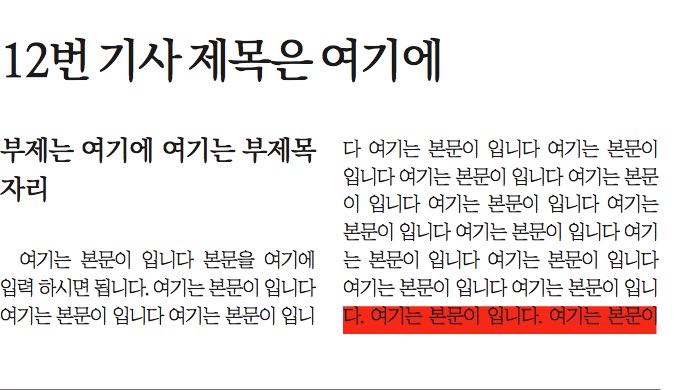 12번 기사 제목은 여기에
부제는 여기에 여기는 부제목
자리
여기는 본문이 입니다 본문을 여기에
입력 하시면 됩니다. 여기는 본문이 입니다
여기는 본문이 입니다 여기는 본문이 입니
다 여기는 본문이 입니다 여기는 본문이
입니다 여기는 본문이 입니다 여기는 본문
이 입니다 여기는 본문이 입니다 여기는
본문이 입니다 여기는 본문이 입니다 여기
는 본문이 입니다 여기는 본문이 입니다
여기는 본문이 입니다 여기는 본문이 입니
다. 여기는 본문이 입니다. 여기는 본문이